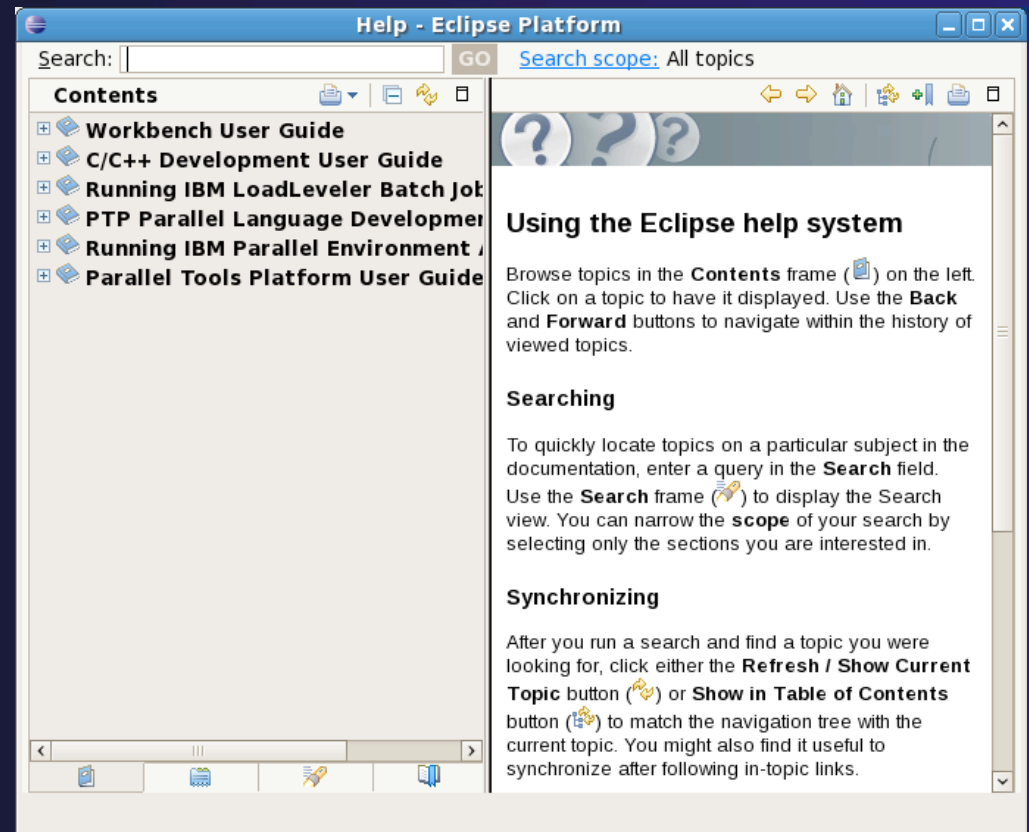 Help - Eclipse Platform
Search: GO Search scope: All topics
Contents
Workbench User Guide
C/C++ Development User Guide
Running IBM LoadLeveler Batch Job
PTP Parallel Language Developmen
Running IBM Parallel Environment
Parallel Tools Platform User Guide
Using the Eclipse help system
Browse topics in the Contents frame ( ) on the left.
Click on a topic to have it displayed. Use the Back
and Forward buttons to navigate within the history of
viewed topics.
Searching
To quickly locate topics on a particular subject in the
documentation, enter a query in the Search field.
Use the Search frame ( ) to display the Search
view. You can narrow the scope of your search by
selecting only the sections you are interested in.
Synchronizing
After you run a search and find a topic you were
looking for, click either the Refresh / Show Current
Topic button ( ) or Show in Table of Contents
button ( ) to match the navigation tree with the
current topic. You might also find it useful to
synchronize after following in-topic links.